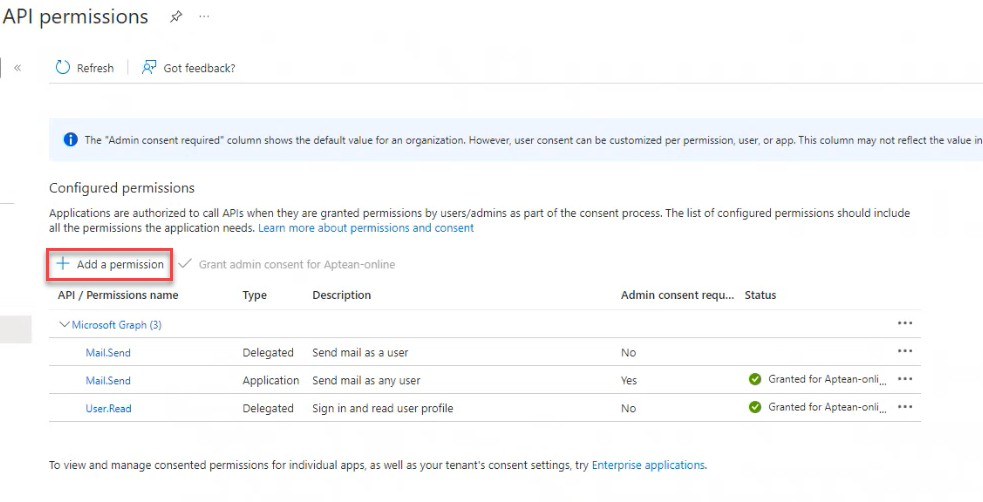 API permissions
Refresh
Got feedback?
The "Admin consent required" column shows the default value for an organization. However, user consent can be customized per permission, user, or app. This column may not reflect the value in
Configured permissions
Applications are authorized to call APIs when they are granted permissions by users/admins as part of the consent process. The list of configured permissions should include
all the permissions the application needs. Learn more about permissions and consent
Add a permission Grant admin consent for Aptean-online
API / Permissions name Type Description Admin consent requ... Status
Microsoft Graph (3)
Mail.Send Delegated Send mail as a user No
Mail.Send Application Send mail as any user Yes Granted for Aptean-onli...
User.Read Delegated Sign in and read user profile No Granted for Aptean-onli...
To view and manage consented permissions for individual apps, as well as your tenant's consent settings, try Enterprise applications.